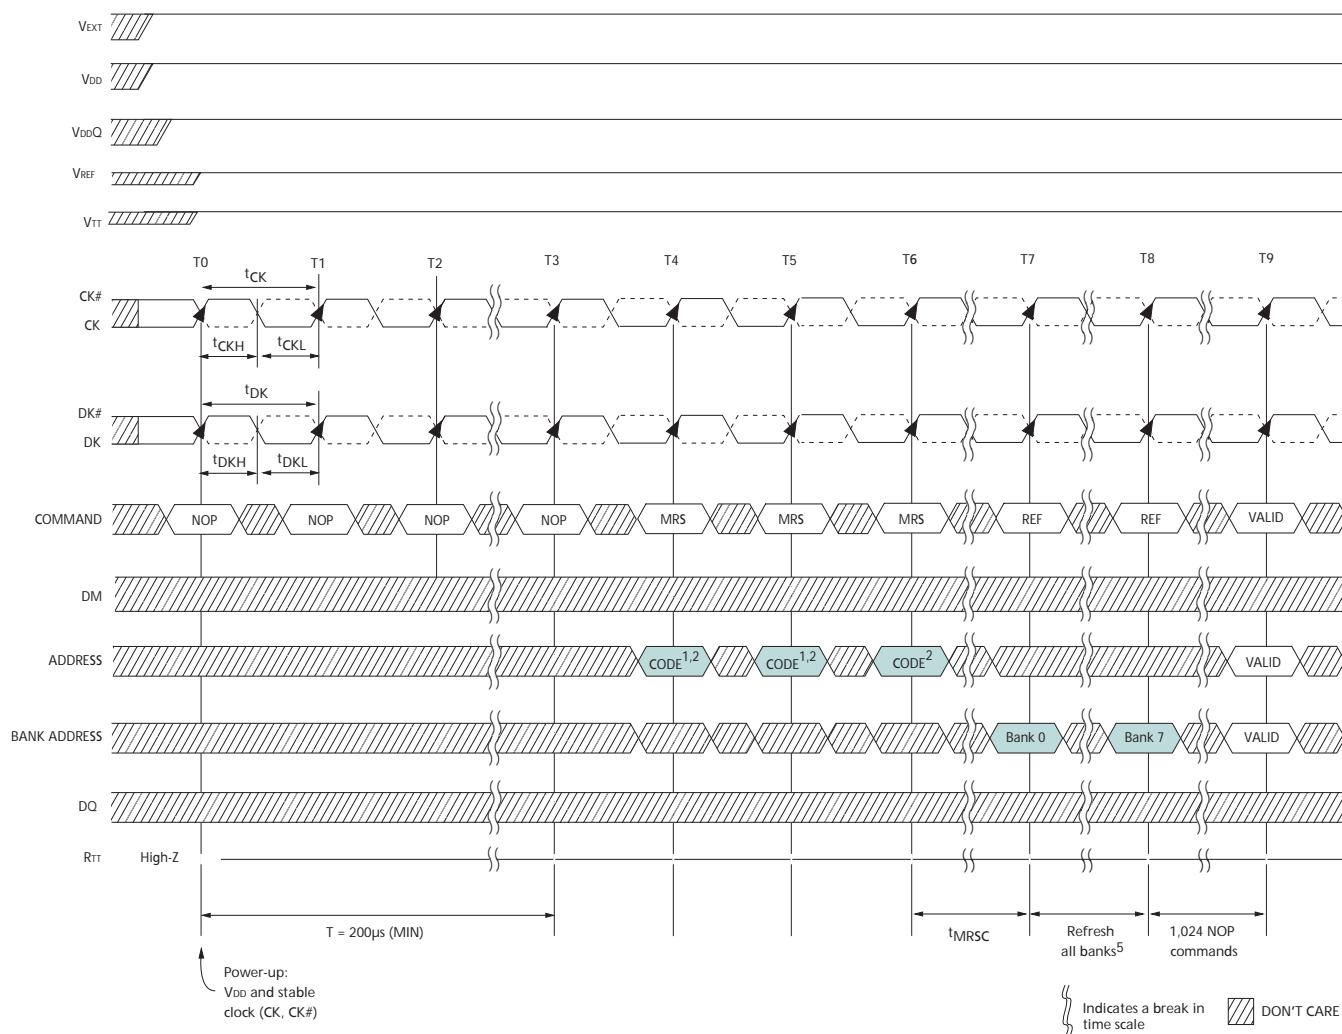 VEXT
VDD
VDDQ
VREF
VTT
T0 T1 T2 T3 T4 T5 T6 T7 T8 T9
tCK
CK#
CK
tCKH tCKL
tDK
DK#
DK
tDKH tDKL
COMMAND NOP NOP NOP NOP MRS MRS MRS REF REF VALID
DM
ADDRESS CODE1,2 CODE1,2 CODE2 VALID
BANK ADDRESS Bank 0 Bank 7 VALID
DQ
RTT High-Z
T = 200µs (MIN)
tMRSC
Refresh
all banks5
1,024 NOP
commands
Power-up:
VDD and stable
clock (CK, CK#)
Indicates a break in
time scale
DON'T CARE